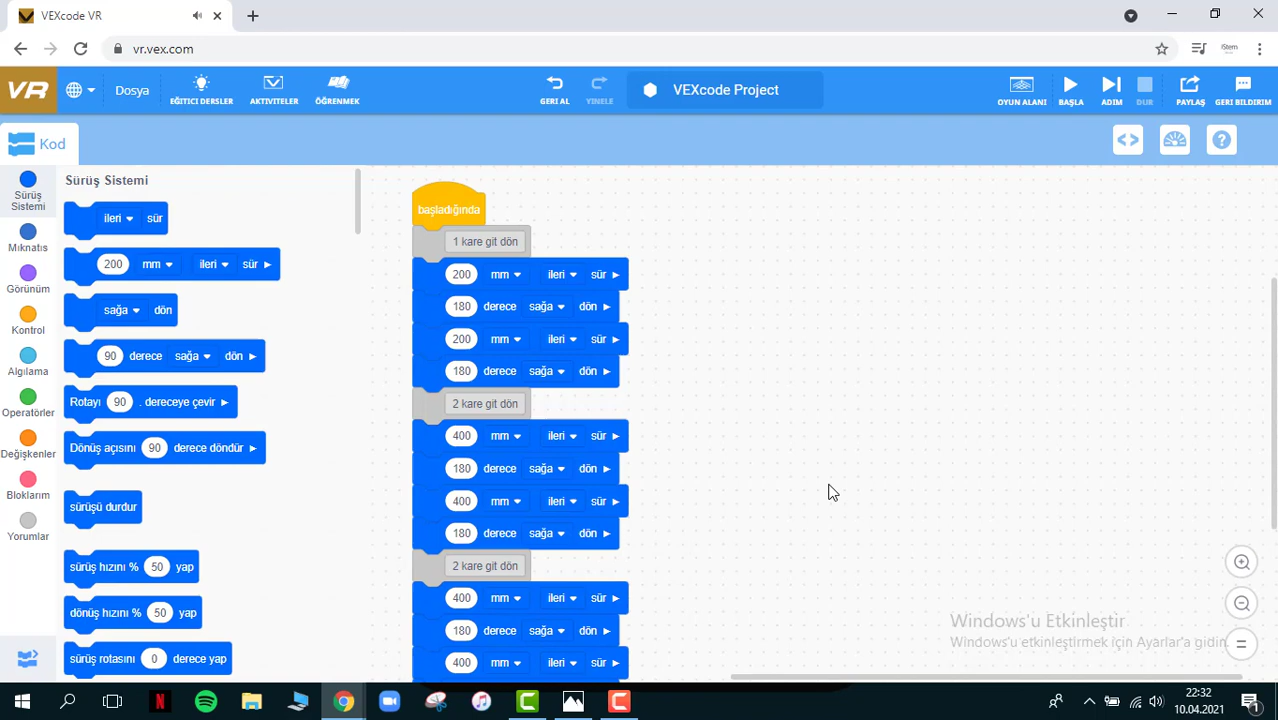 VEXcode VR
vr.vex.com
iStem
VR
Dosya
EĞİTİCİ DERSLER
AKTİVİTELER
ÖĞRENMEK
GERİ AL
YİNELE
VEXcode Project
OYUN ALANI
BAŞLA
ADIM
DUR
PAYLAŞ
GERİ BİLDİRİM
Kod
Sürüş
Sistemi
Mıknatıs
Görünüm
Kontrol
Algılama
Operatörler
Değişkenler
Bloklarım
Yorumlar
Sürüş Sistemi
ileri sür
200 mm ileri sür
sağa dön
90 derece sağa dön
Rotayı 90 . dereceye çevir
Dönüş açısını 90 derece döndür
sürüşü durdur
sürüş hızını % 50 yap
dönüş hızını % 50 yap
sürüş rotasını 0 derece yap
başladığında
1 kare git dön
200 mm ileri sür
180 derece sağa dön
200 mm ileri sür
180 derece sağa dön
2 kare git dön
400 mm ileri sür
180 derece sağa dön
400 mm ileri sür
180 derece sağa dön
2 kare git dön
400 mm ileri sür
180 derece sağa dön
400 mm ileri sür
Windows'u Etkinleştir
Windows'u etkinleştirmek için Ayarlar'a gidin.
22:32
10.04.2021
1